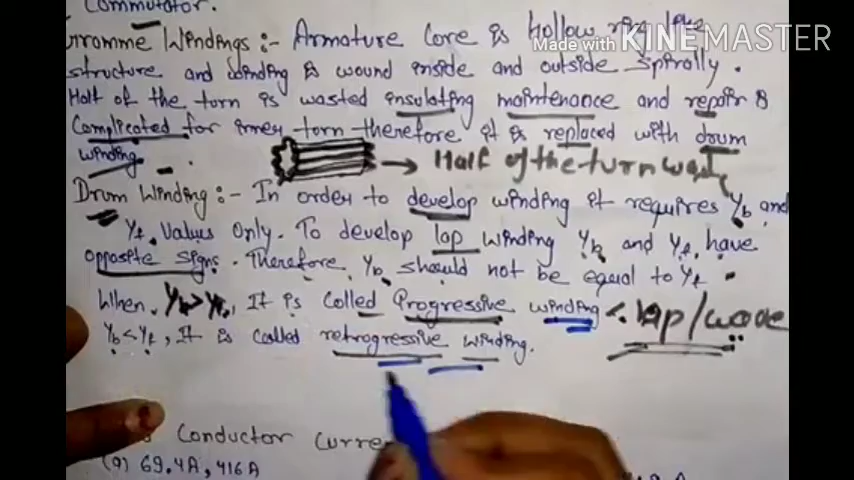 Commutator.
Gromme Windings :- Armature Core is Hollow
Made with KINEMASTER
structure and winding is wound inside and outside spirally.
Half of the turn is wasted insulating maintenance and repair is
Complicated for inner turn therefore it is replaced with drum
winding.
→ Half of the turn
Drum Winding :- In order to develop winding it requires Yb and
Yf. Values Only. To develop lap winding Yb and Yf have
opposite signs. Therefore Yb should not be equal to Yf.
When Yb>Yf, It is called Progressive winding < lap/wave
Yb<Yf, It is called retrogressive winding.
Conductor
(a) 69.4A, 416A